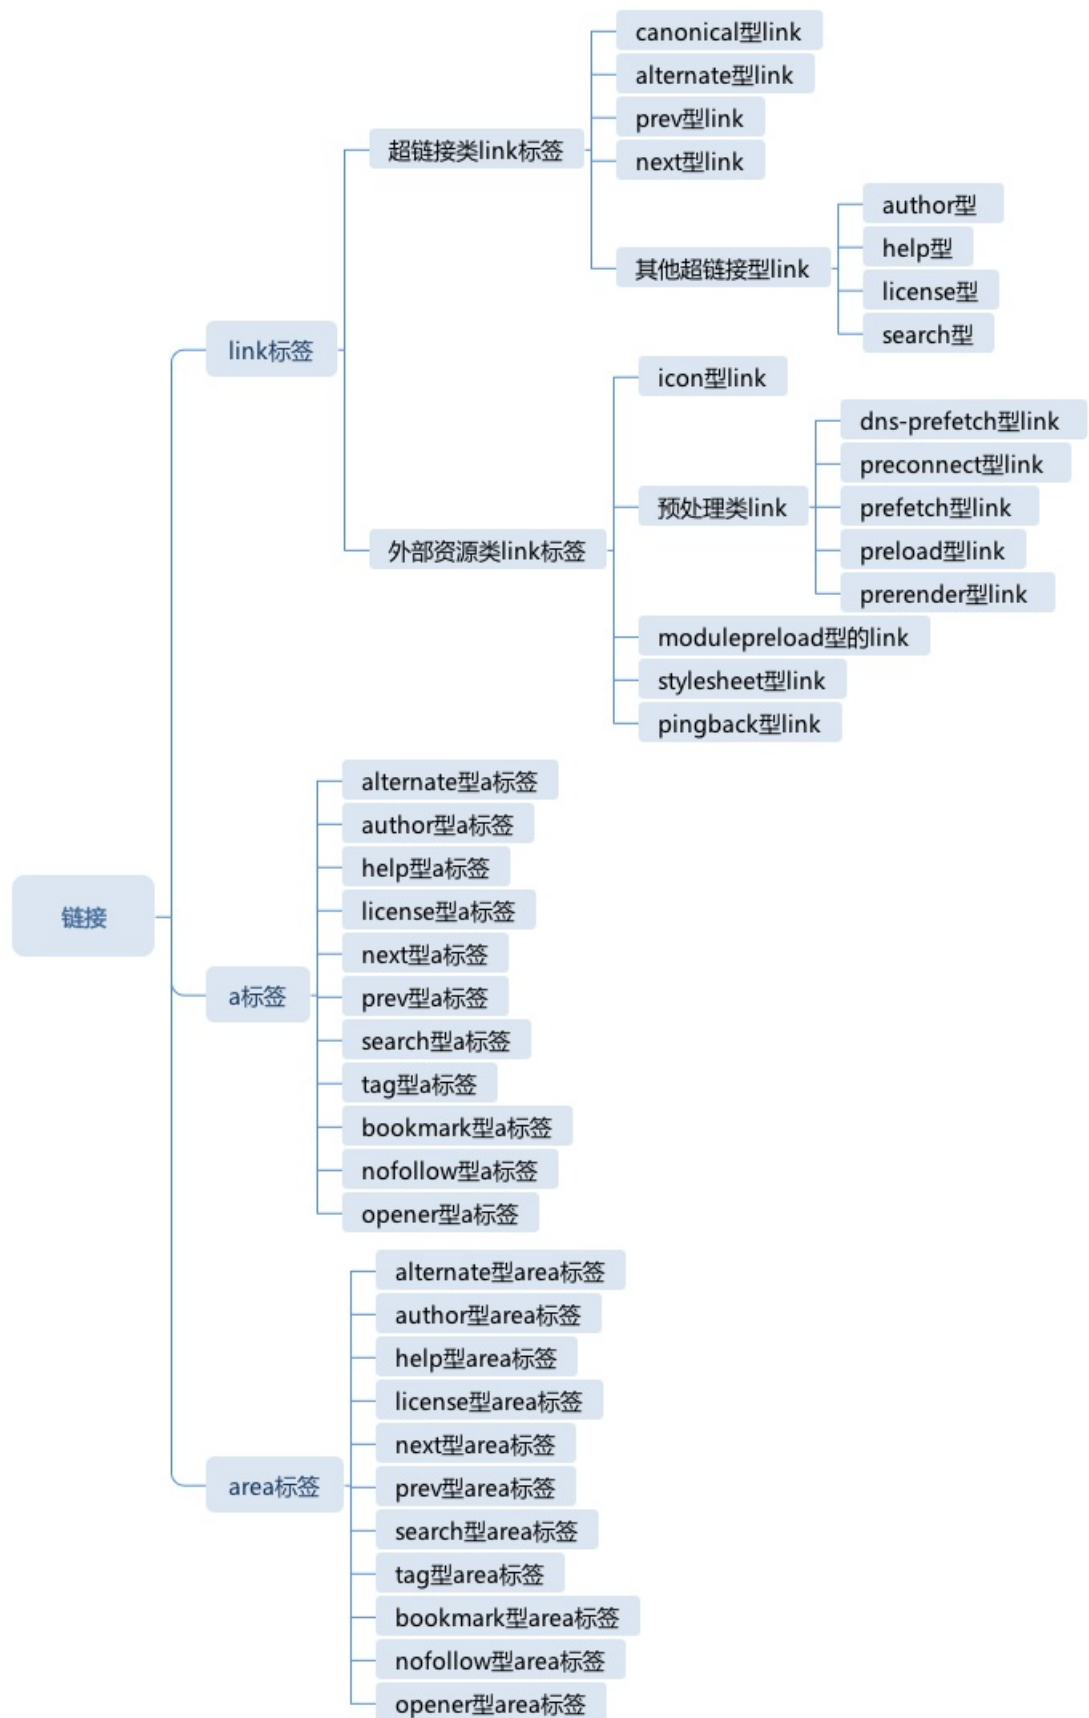 canonical型link
alternate型link
prev型link
超链接类link标签
next型link
author型
help型
其他超链接型link
license型
search型
link标签
icon型link
dns-prefetch型link
preconnect型link
预处理类link
prefetch型link
preload型link
外部资源类link标签
prerender型link
modulepreload型的link
stylesheet型link
pingback型link
alternate型a标签
author型a标签
help型a标签
license型a标签
链接
next型a标签
a标签
prev型a标签
search型a标签
tag型a标签
bookmark型a标签
nofollow型a标签
opener型a标签
alternate型area标签
author型area标签
help型area标签
license型area标签
next型area标签
area标签
prev型area标签
search型area标签
tag型area标签
bookmark型area标签
nofollow型area标签
opener型area标签